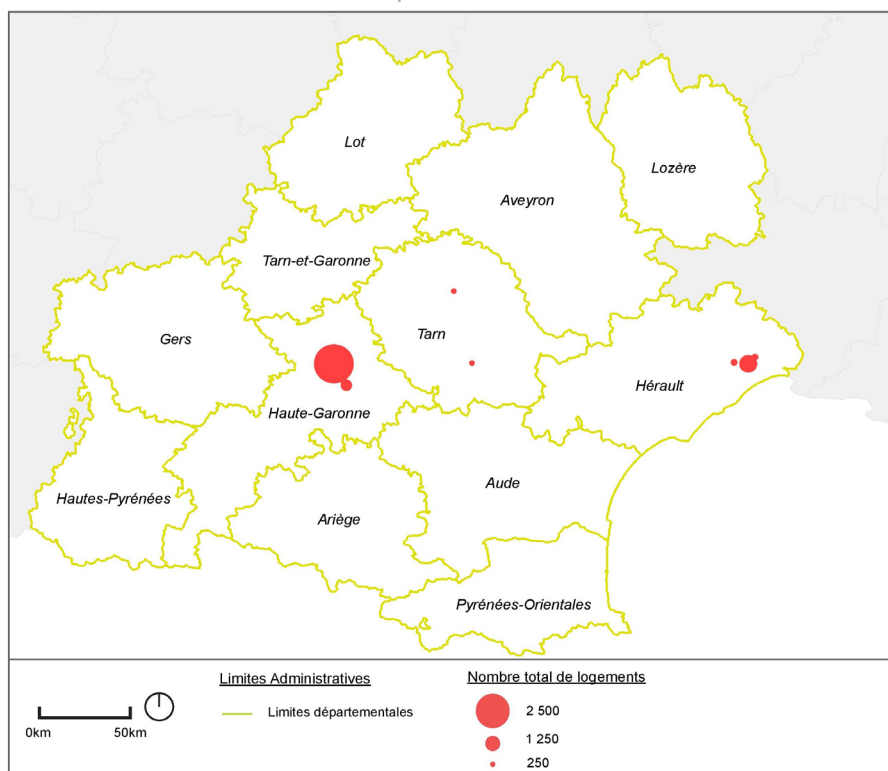 Lot
Lozère
Aveyron
Tarn-et-Garonne
Gers
Tarn
Hérault
Haute-Garonne
Hautes-Pyrénées
Aude
Ariège
Pyrénées-Orientales
Limites Administratives
Nombre total de logements
Limites départementales
2 500
0km
50km
1 250
250